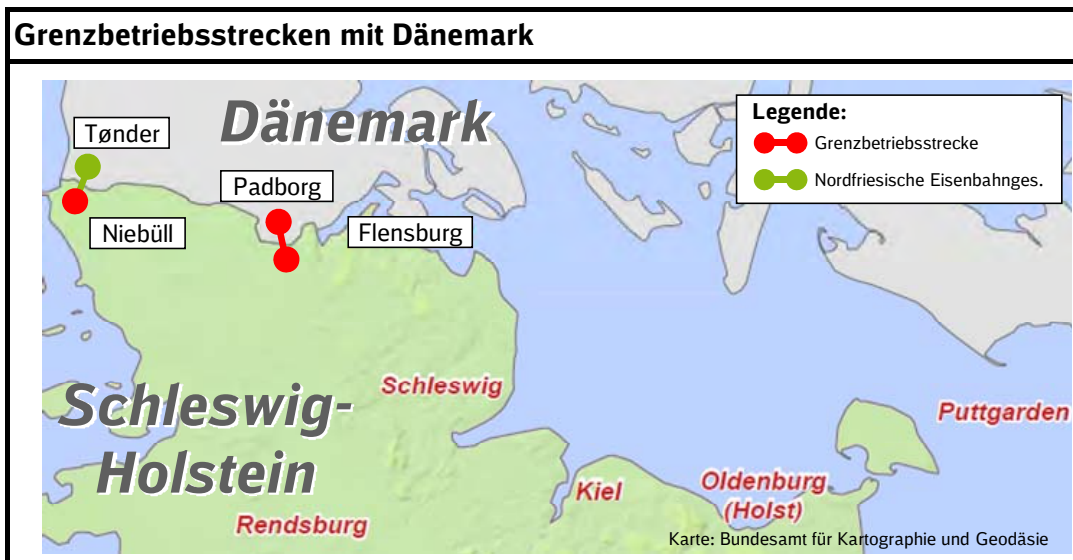 Grenzbetriebsstrecken mit Dänemark
Dänemark
Legende:
Grenzbetriebsstrecke
Nordfriesische Eisenbahnges.
Tønder
Padborg
Niebüll
Flensburg
Schleswig
Schleswig-
Holstein
Puttgarden
Oldenburg
(Holst)
Kiel
Rendsburg
Karte: Bundesamt für Kartographie und Geodäsie